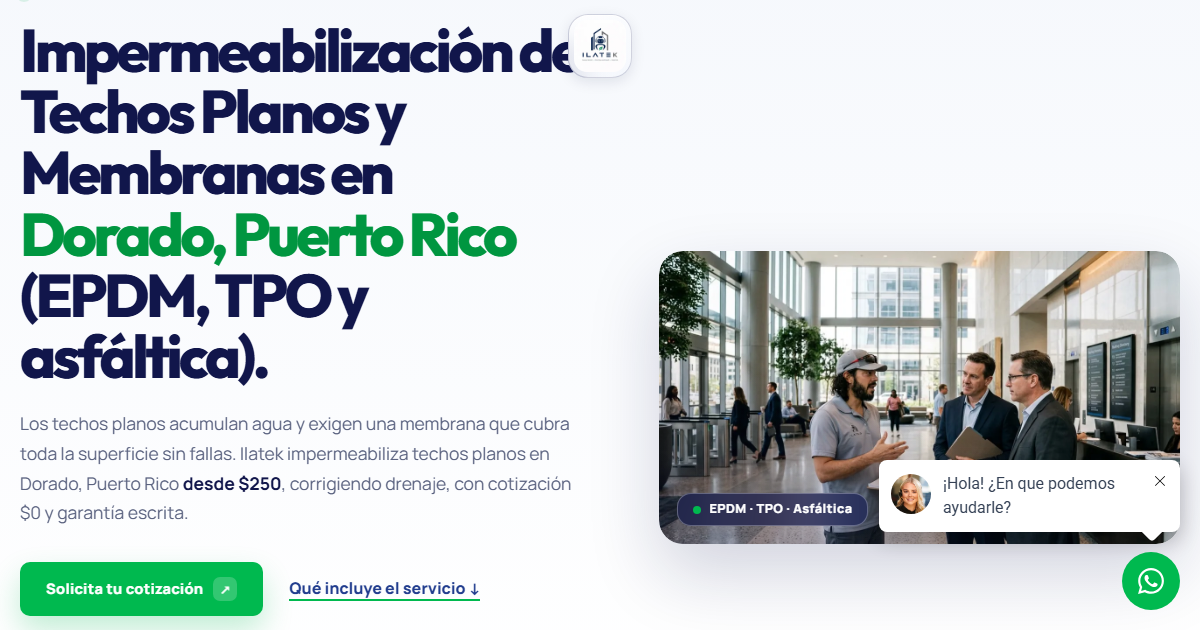 Impermeabilización de
Techos Planos y
Membranas en
Dorado, Puerto Rico
(EPDM, TPO y
asfáltica).
ILATEK
Los techos planos acumulan agua y exigen una membrana que cubra
toda la superficie sin fallas. Ilatek impermeabiliza techos planos en
Dorado, Puerto Rico desde $250, corrigiendo drenaje, con cotización
$0 y garantía escrita.
Solicita tu cotización ↗
Qué incluye el servicio ↓
EPDM · TPO · Asfáltica
¡Hola! ¿En que podemos
ayudarle?